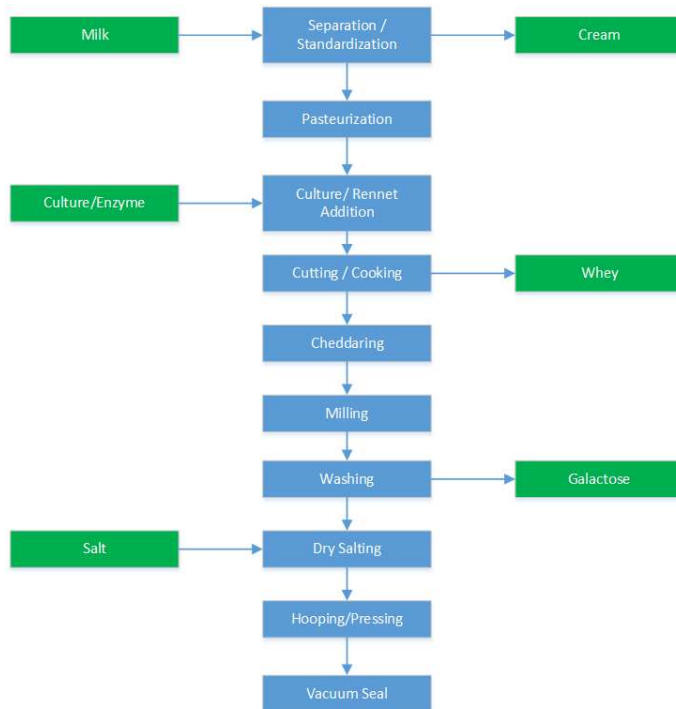 Milk
Separation /
Standardization
Cream
Pasteurization
Culture/Enzyme
Culture/ Rennet
Addition
Cutting / Cooking
Whey
Cheddaring
Milling
Washing
Galactose
Salt
Dry Salting
Hooping/Pressing
Vacuum Seal